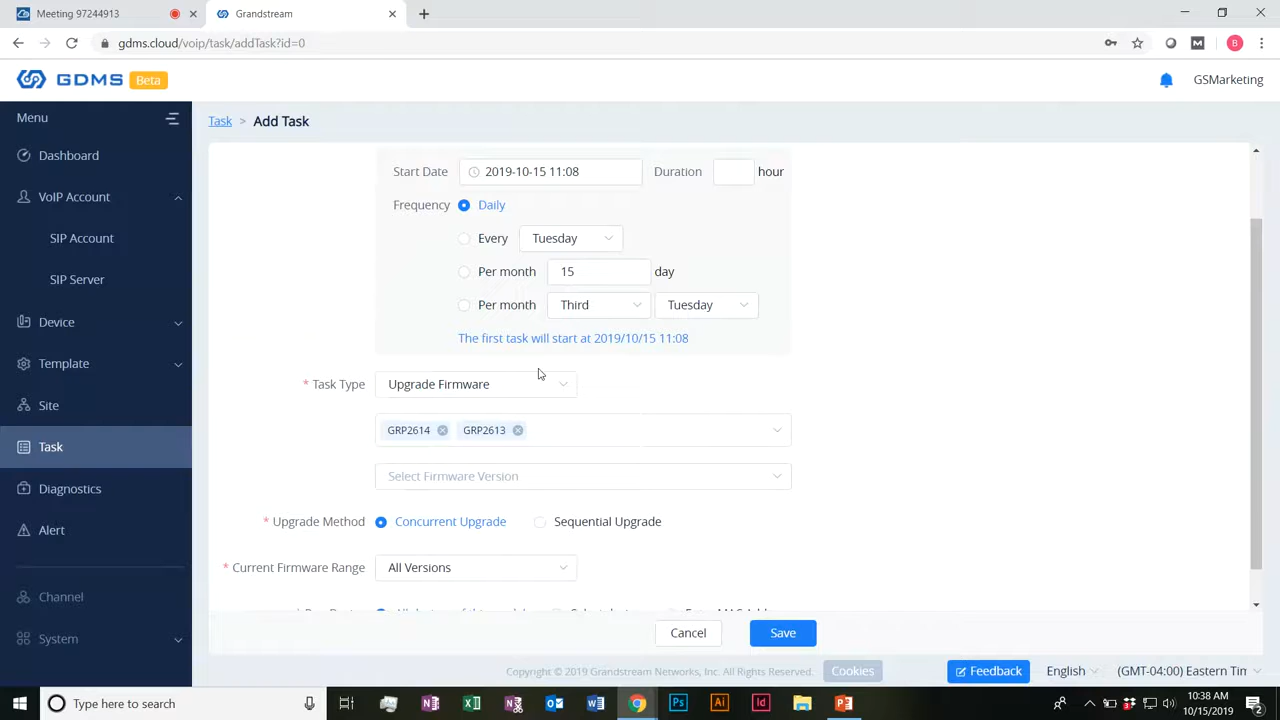 Meeting 97244913
Grandstream
gdms.cloud/voip/task/addTask?id=0
M
B
GDMS Beta
GSMarketing
Menu
Task > Add Task
Dashboard
VoIP Account
SIP Account
SIP Server
Device
Template
Site
Task
Diagnostics
Alert
Channel
System
Start Date 2019-10-15 11:08 Duration hour
Frequency Daily
Every Tuesday
Per month 15 day
Per month Third Tuesday
The first task will start at 2019/10/15 11:08
* Task Type Upgrade Firmware
GRP2614 GRP2613
Select Firmware Version
* Upgrade Method Concurrent Upgrade Sequential Upgrade
* Current Firmware Range All Versions
Cancel Save
Copyright © 2019 Grandstream Networks, Inc. All Rights Reserved. Cookies Feedback English (GMT-04:00) Eastern Tim
Type here to search
Ps
Ai
Id
10:38 AM
10/15/2019
2